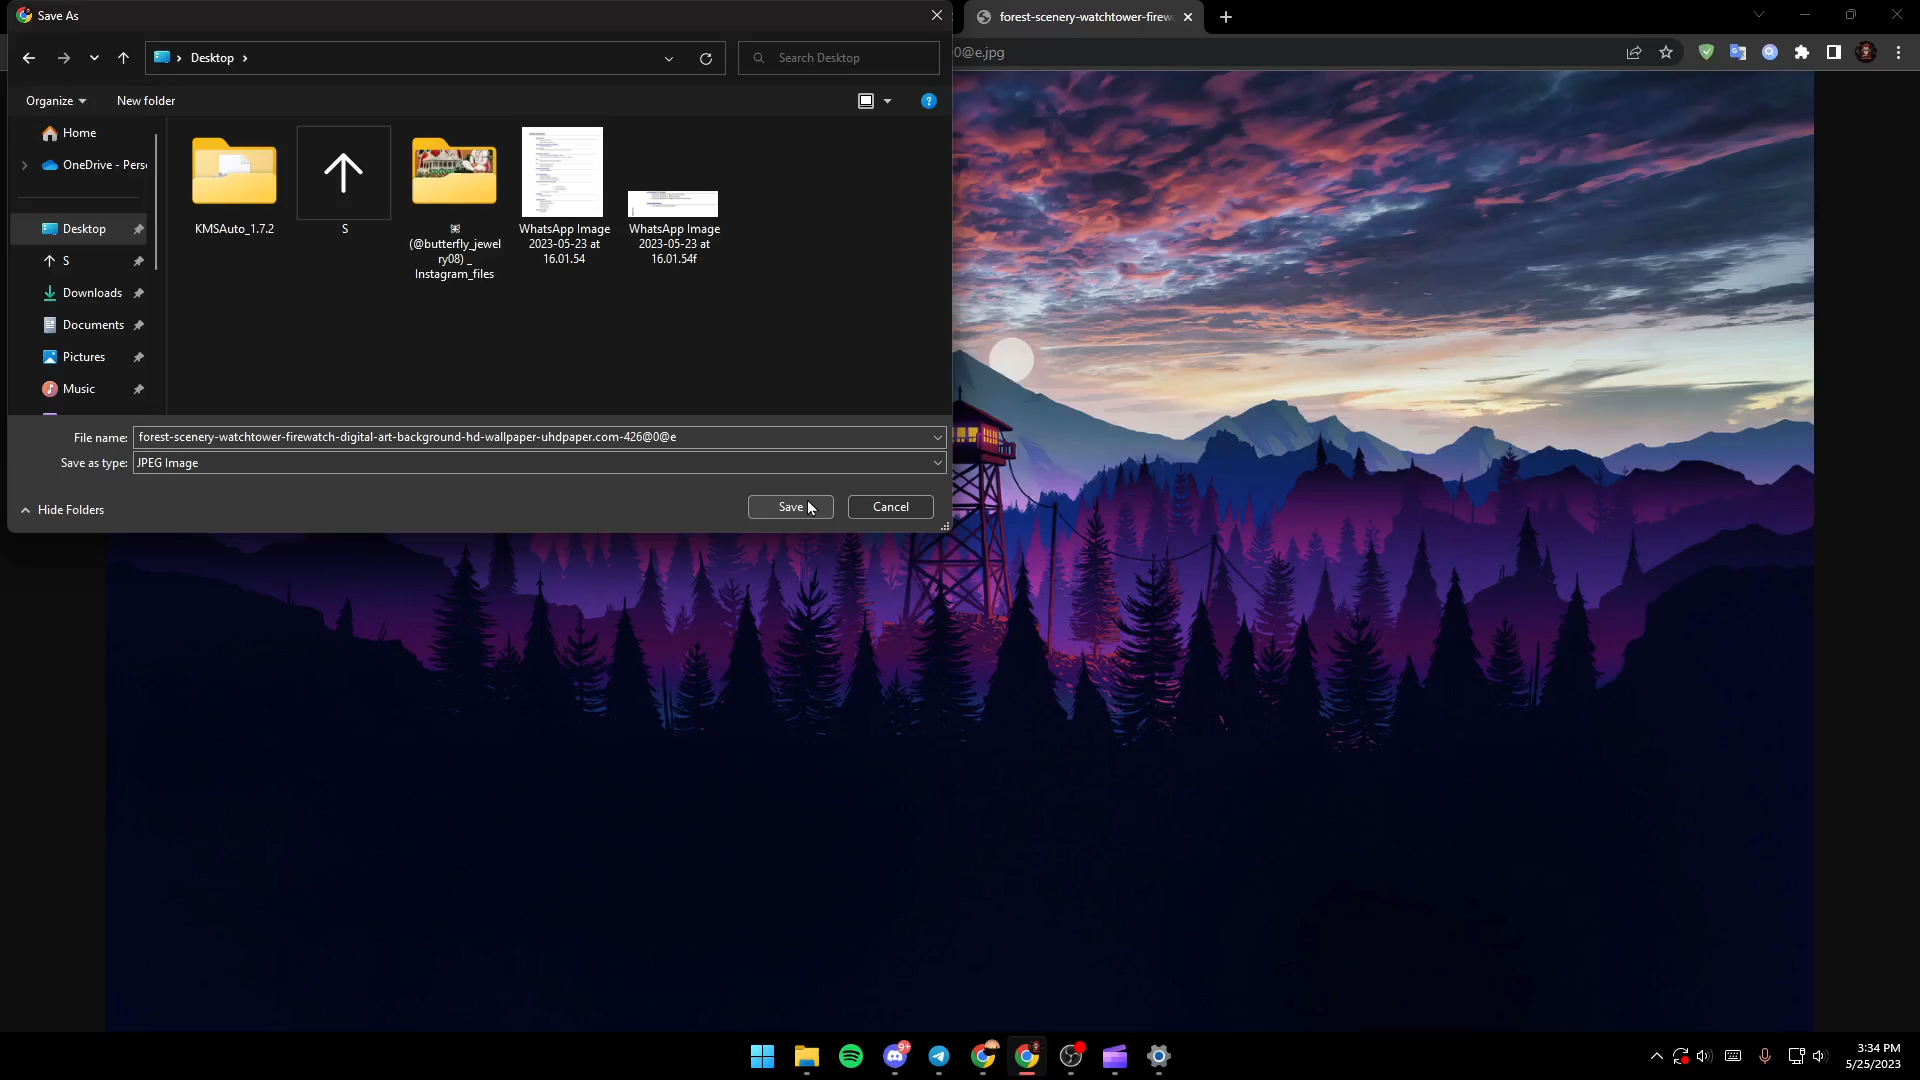 Save As
forest-scenery-watchtower-firew
0@e.jpg
Desktop
Search Desktop
Organize
New folder
Home
OneDrive - Pers
Desktop
S
Downloads
Documents
Pictures
Music
KMSAuto_1.7.2
S
(@butterfly_jewel
ry08) _
Instagram_files
WhatsApp Image
2023-05-23 at
16.01.54
WhatsApp Image
2023-05-23 at
16.01.54f
File name: forest-scenery-watchtower-firewatch-digital-art-background-hd-wallpaper-uhdpaper.com-426@0@e
Save as type: JPEG Image
Hide Folders
Save
Cancel
9+
3:34 PM
5/25/2023